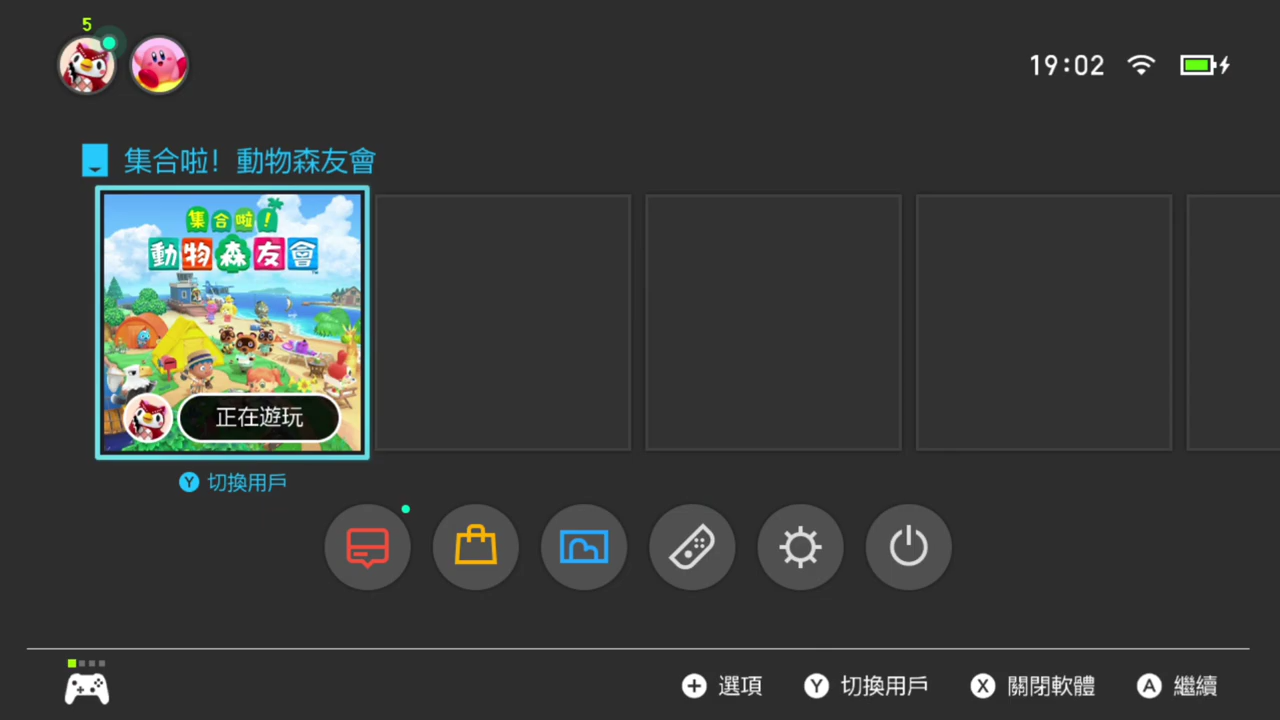 5
19:02
集合啦！動物森友會
集合啦！
動物森友會
正在遊玩
Y 切換用戶
+ 選項 Y 切換用戶 X 關閉軟體 A 繼續